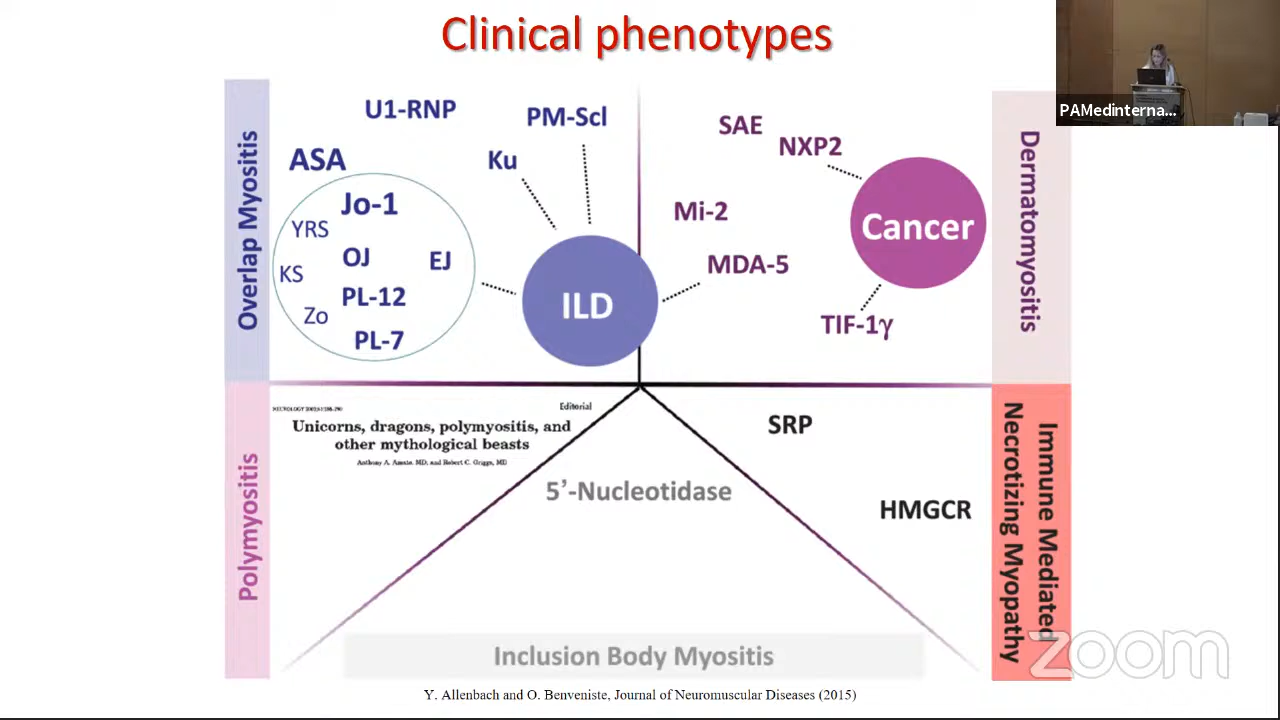 Clinical phenotypes
PAMedinterna...
Overlap Myositis
U1-RNP
PM-Scl
ASA
Ku
Jo-1
YRS
OJ
EJ
KS
PL-12
Zo
PL-7
ILD
SAE
NXP2
Mi-2
Cancer
MDA-5
TIF-1γ
Dermatomyositis
Polymyositis
Editorial
Unicorns, dragons, polymyositis, and
other mythological beasts
Anthony A. Amato, MD, and Robert C. Griggs, MD
5’-Nucleotidase
SRP
HMGCR
Immune Mediated
Necrotizing Myopathy
Inclusion Body Myositis
zoom
Y. Allenbach and O. Benveniste, Journal of Neuromuscular Diseases (2015)